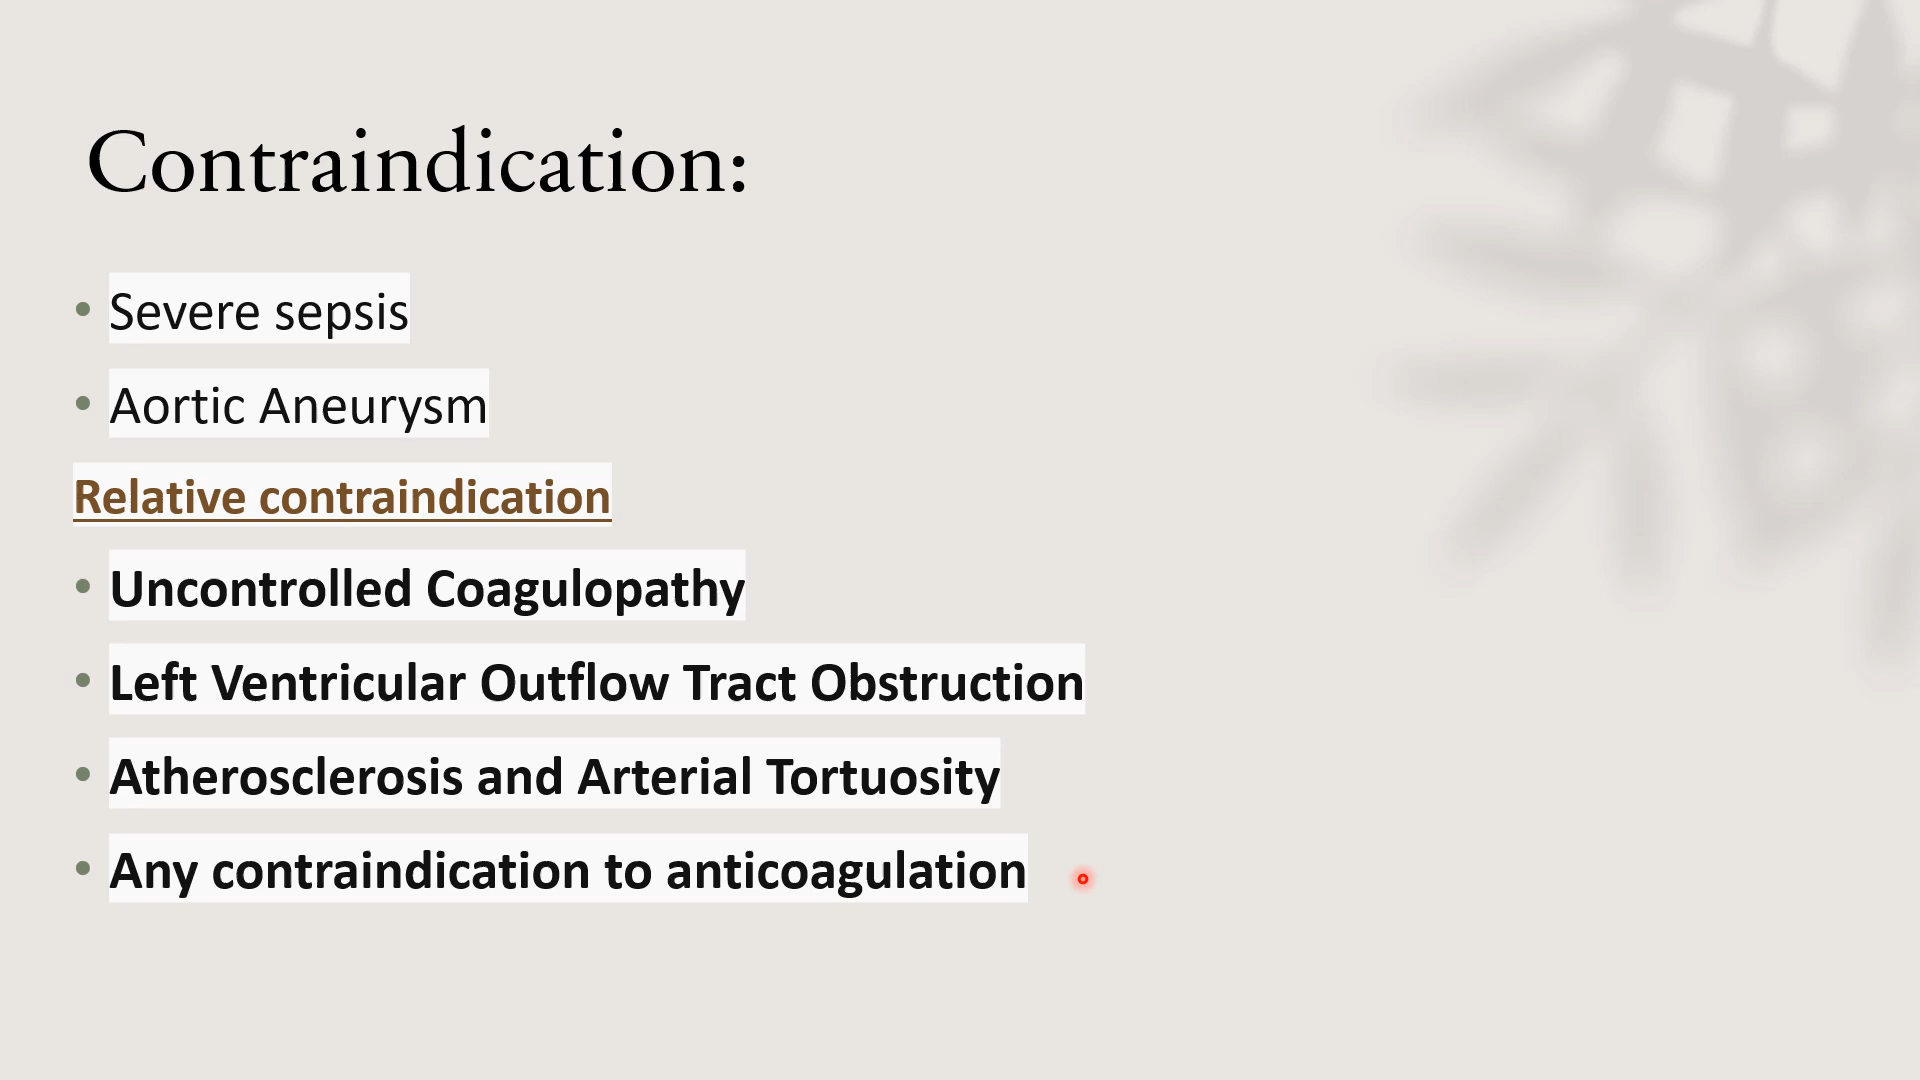 Contraindication:
• Severe sepsis
• Aortic Aneurysm
Relative contraindication
• Uncontrolled Coagulopathy
• Left Ventricular Outflow Tract Obstruction
• Atherosclerosis and Arterial Tortuosity
• Any contraindication to anticoagulation